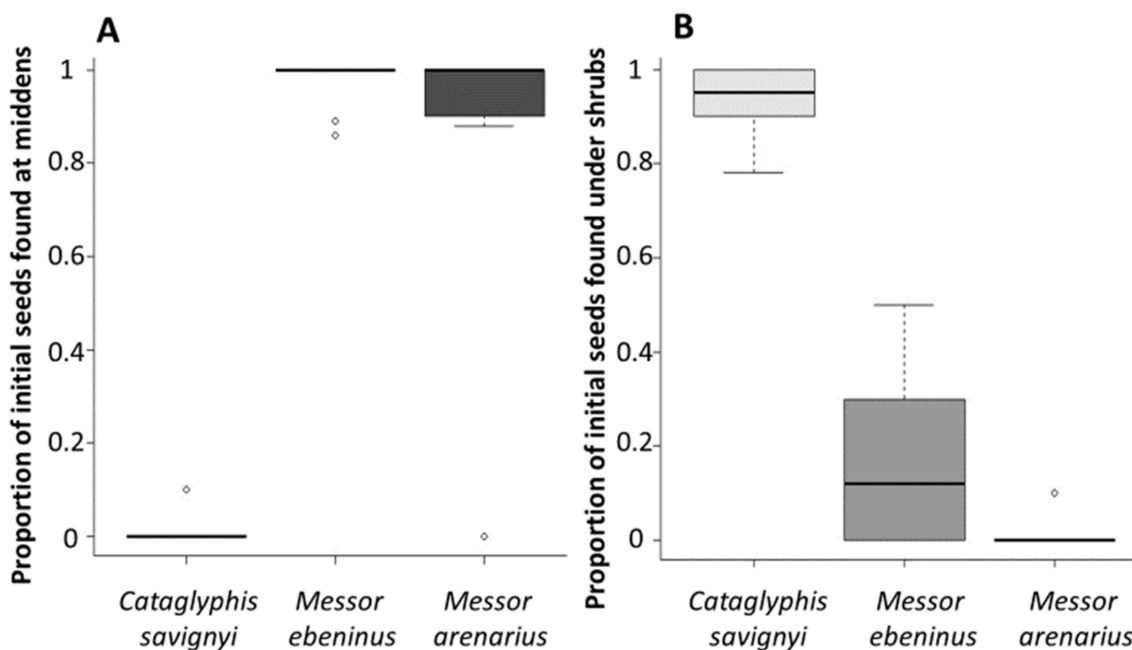 A
Proportion of initial seeds found at middens
1
0.8
0.6
0.4
0.2
0
Cataglyphis
savignyi
Messor
ebeninus
Messor
arenarius
B
Proportion of initial seeds found under shrubs
1
0.8
0.6
0.4
0.2
0
Cataglyphis
savignyi
Messor
ebeninus
Messor
arenarius